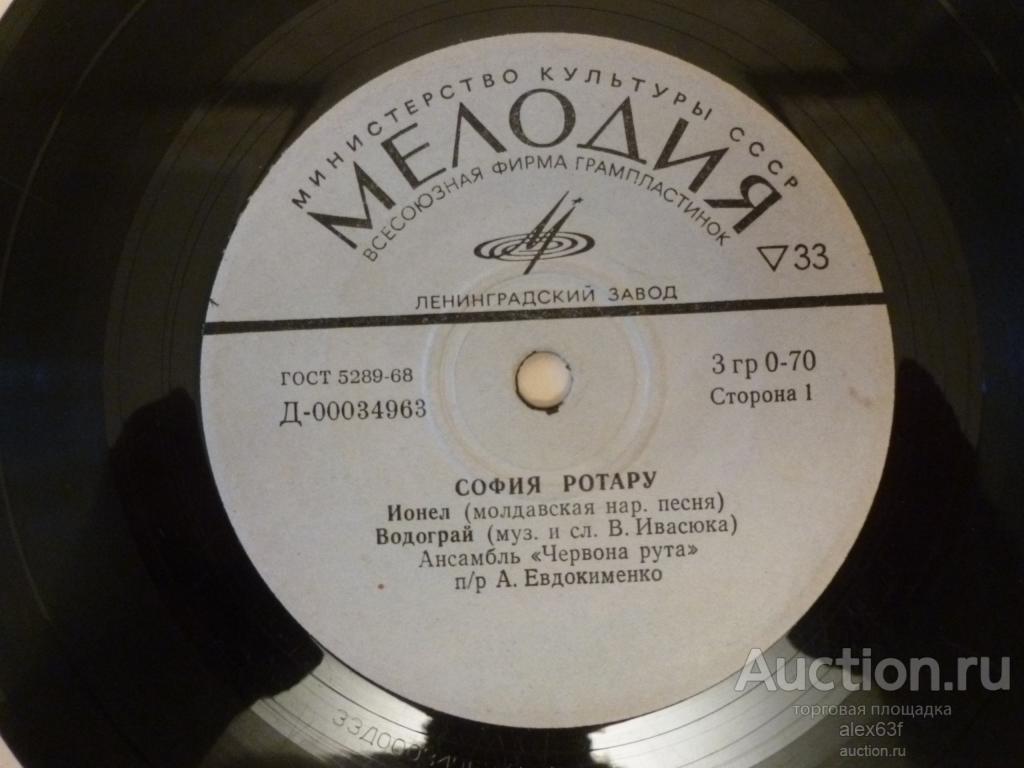 МИНИСТЕРСТВО КУЛЬТУРЫ СССР
МЕЛОДИЯ
ВСЕСОЮЗНАЯ ФИРМА ГРАМПЛАСТИНОК
▽33
ЛЕНИНГРАДСКИЙ ЗАВОД
ГОСТ 5289-68
Д-00034963
3 гр 0-70
Сторона 1
СОФИЯ РОТАРУ
Ионел (молдавская нар. песня)
Водограй (муз. и сл. В. Ивасюка)
Ансамбль «Червона рута»
п/р А. Евдокименко
Auction.ru
торговая площадка
alex63f
auction.ru